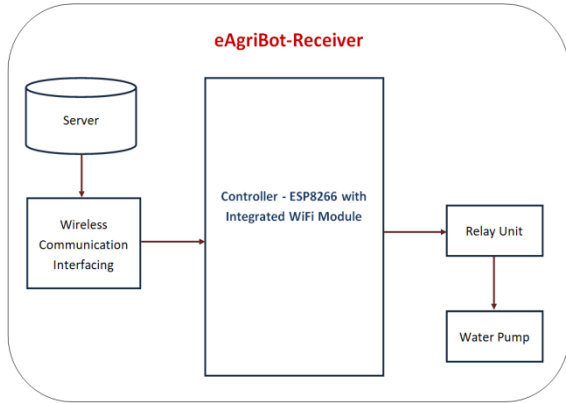 eAgriBot-Receiver
Server
Wireless
Communication
Interfacing
Controller - ESP8266 with
Integrated WiFi Module
Relay Unit
Water Pump